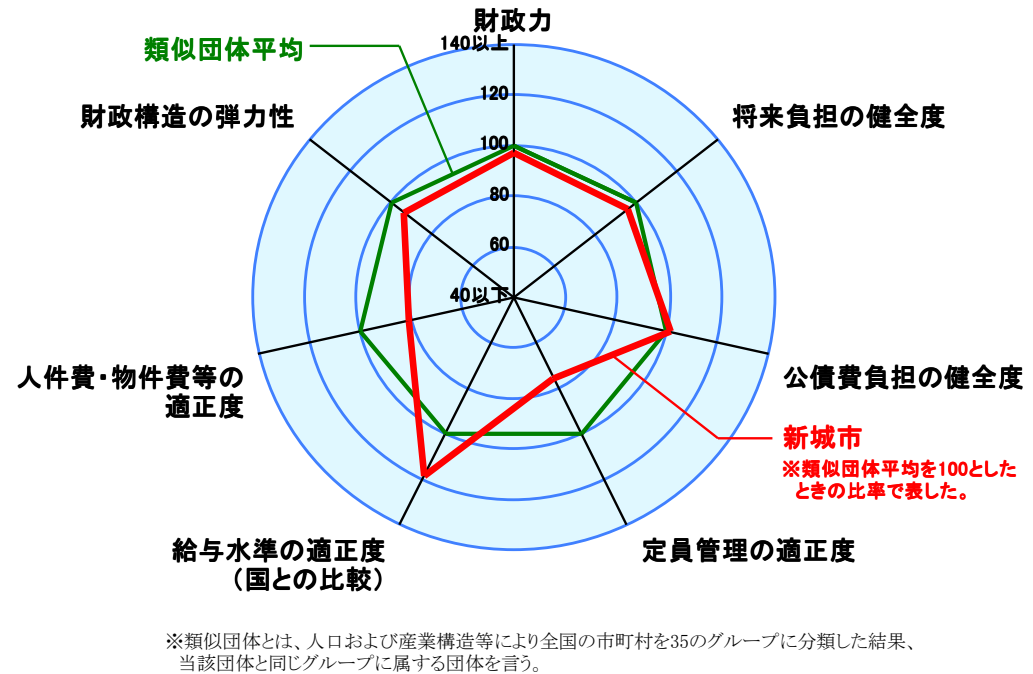 財政力
140以上
類似団体平均
120
財政構造の弾力性
将来負担の健全度
100
80
60
40以下
人件費・物件費等の
適正度
公債費負担の健全度
新城市
※類似団体平均を100とした
ときの比率で表した。
給与水準の適正度
（国との比較）
定員管理の適正度
※類似団体とは、人口および産業構造等により全国の市町村を35のグループに分類した結果、
当該団体と同じグループに属する団体を言う。